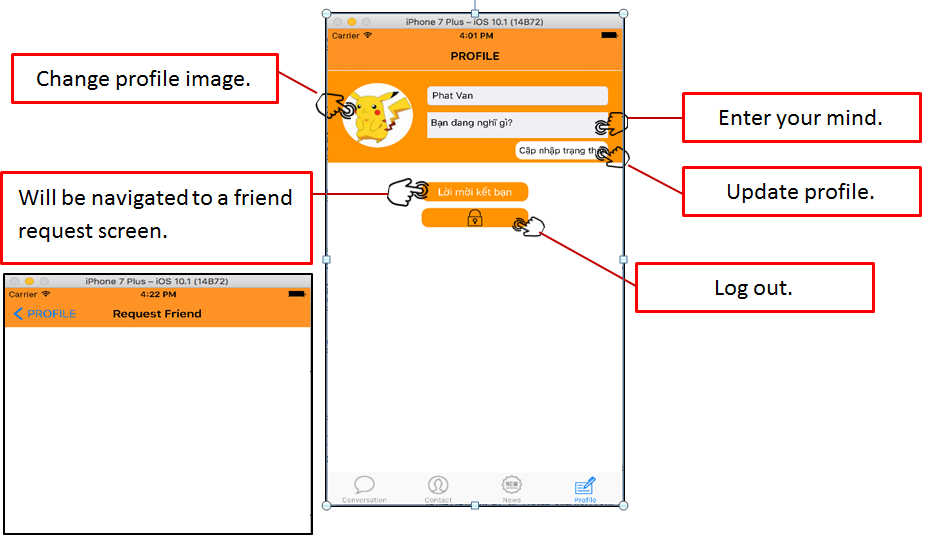 iPhone 7 Plus – iOS 10.1 (14B72)
Carrier
4:01 PM
PROFILE
Change profile image.
Phat Van
Bạn đang nghĩ gì?
Enter your mind.
Cập nhập trạng
Update profile.
Will be navigated to a friend
request screen.
Lời mời kết bạn
Log out.
iPhone 7 Plus – iOS 10.1 (14B72)
Carrier
4:22 PM
PROFILE
Request Friend
Conversation
Contact
News
Profile